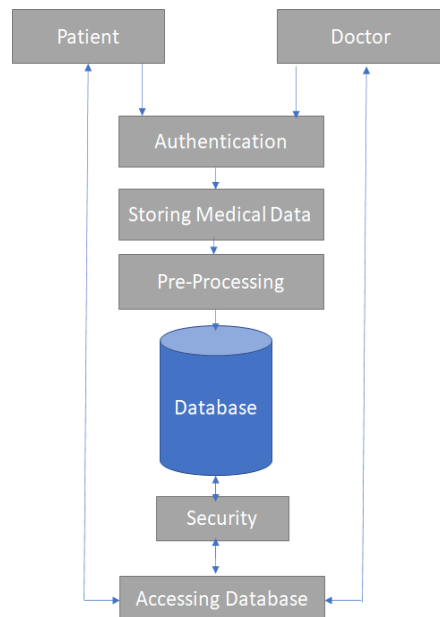 Patient
Doctor
Authentication
Storing Medical Data
Pre-Processing
Database
Security
Accessing Database